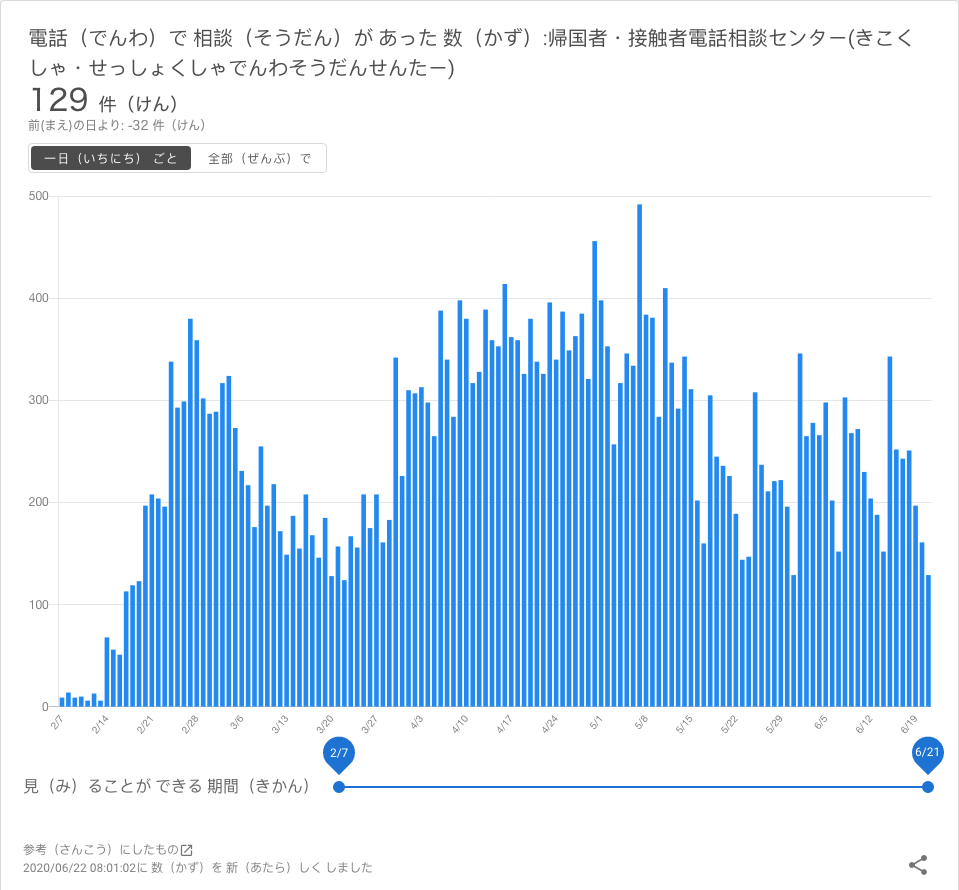 電話（でんわ）で 相談（そうだん）が あった 数（かず）:帰国者・接触者電話相談センター(きこく
しゃ・せっしょくしゃでんわそうだんせんたー)
129 件（けん）
前(まえ)の日より: -32 件（けん）
一日（いちにち） ごと 全部（ぜんぶ）で
500
400
300
200
100
0
2/7 2/14 2/21 2/28 3/6 3/13 3/20 3/27 4/3 4/10 4/17 4/24 5/1 5/8 5/15 5/22 5/29 6/5 6/12 6/19
2/7 6/21
見（み）ることが できる 期間（きかん）
参考（さんこう）にしたもの
2020/06/22 08:01:02に 数（かず）を 新（あたら）しく しました